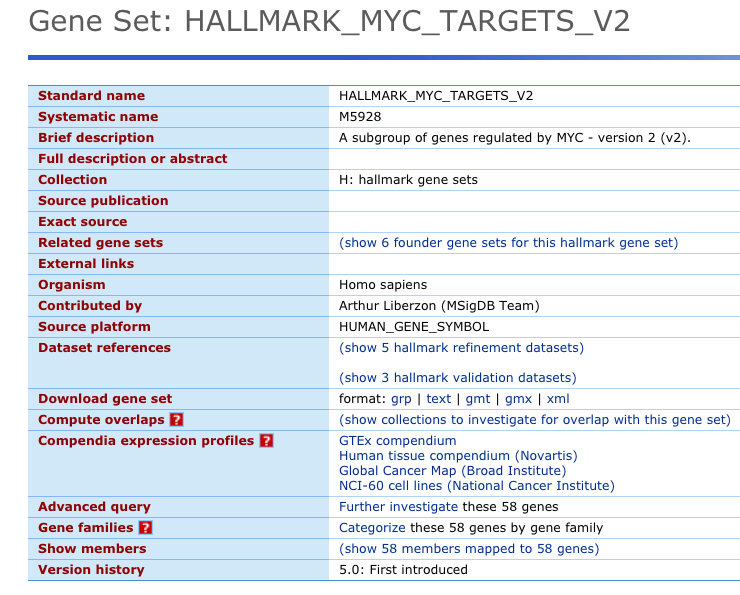 Gene Set: HALLMARK_MYC_TARGETS_V2
Standard name HALLMARK_MYC_TARGETS_V2
Systematic name M5928
Brief description A subgroup of genes regulated by MYC - version 2 (v2).
Full description or abstract
Collection H: hallmark gene sets
Source publication
Exact source
Related gene sets (show 6 founder gene sets for this hallmark gene set)
External links
Organism Homo sapiens
Contributed by Arthur Liberzon (MSigDB Team)
Source platform HUMAN_GENE_SYMBOL
Dataset references (show 5 hallmark refinement datasets)
(show 3 hallmark validation datasets)
Download gene set format: grp | text | gmt | gmx | xml
Compute overlaps ? (show collections to investigate for overlap with this gene set)
Compendia expression profiles ? GTEx compendium
Human tissue compendium (Novartis)
Global Cancer Map (Broad Institute)
NCI-60 cell lines (National Cancer Institute)
Advanced query Further investigate these 58 genes
Gene families ? Categorize these 58 genes by gene family
Show members (show 58 members mapped to 58 genes)
Version history 5.0: First introduced